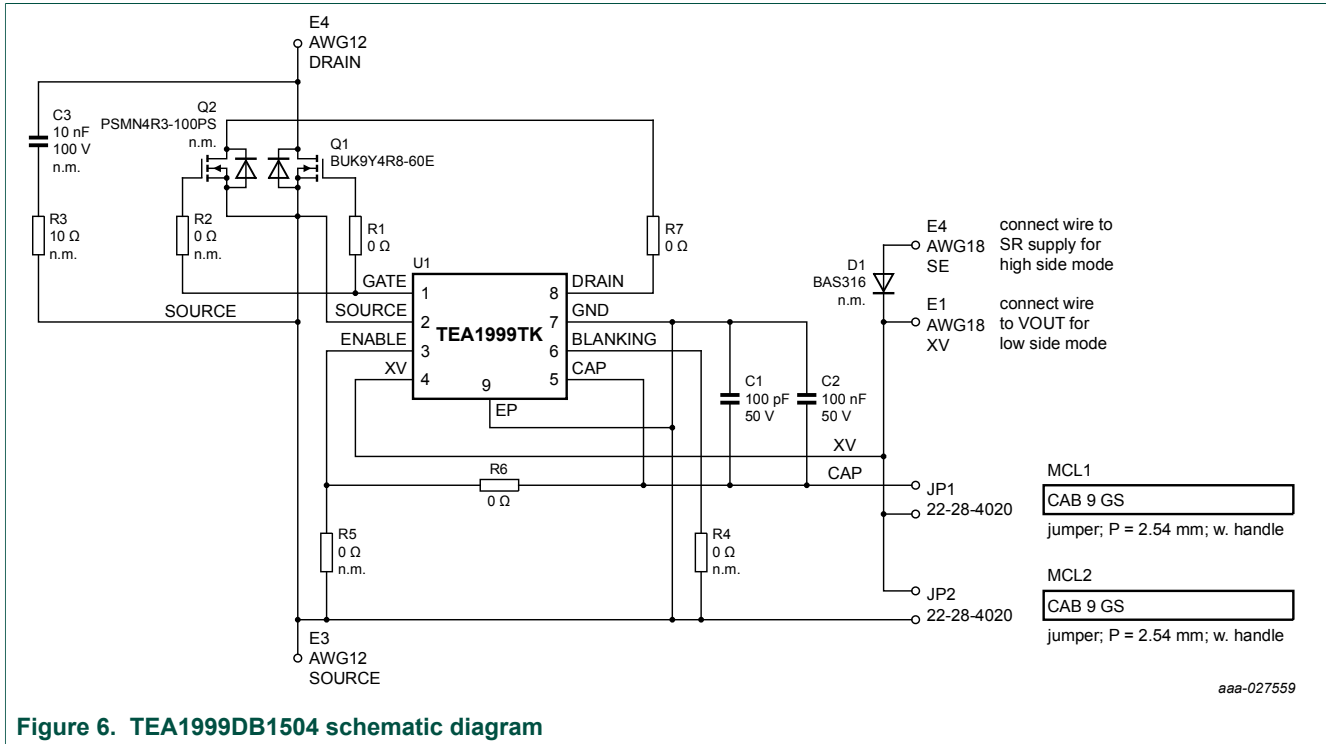 E4
AWG12
DRAIN
C3
10 nF
100 V
n.m.
Q2
PSMN4R3-100PS
n.m.
Q1
BUK9Y4R8-60E
R3
10 Ω
n.m.
R2
0 Ω
n.m.
R1
0 Ω
R7
0 Ω
E4
AWG18
SE
connect wire to
SR supply for
high side mode
D1
BAS316
n.m.
E1
AWG18
XV
connect wire
to VOUT for
low side mode
U1
GATE
1
8
DRAIN
SOURCE
SOURCE
2
7
GND
TEA1999TK
ENABLE
3
6
BLANKING
XV
4
5
CAP
9
EP
C1
100 pF
50 V
C2
100 nF
50 V
XV
CAP
R6
0 Ω
R5
0 Ω
n.m.
R4
0 Ω
n.m.
JP1
22-28-4020
MCL1
CAB 9 GS
jumper; P = 2.54 mm; w. handle
JP2
22-28-4020
MCL2
CAB 9 GS
jumper; P = 2.54 mm; w. handle
E3
AWG12
SOURCE
aaa-027559
Figure 6. TEA1999DB1504 schematic diagram